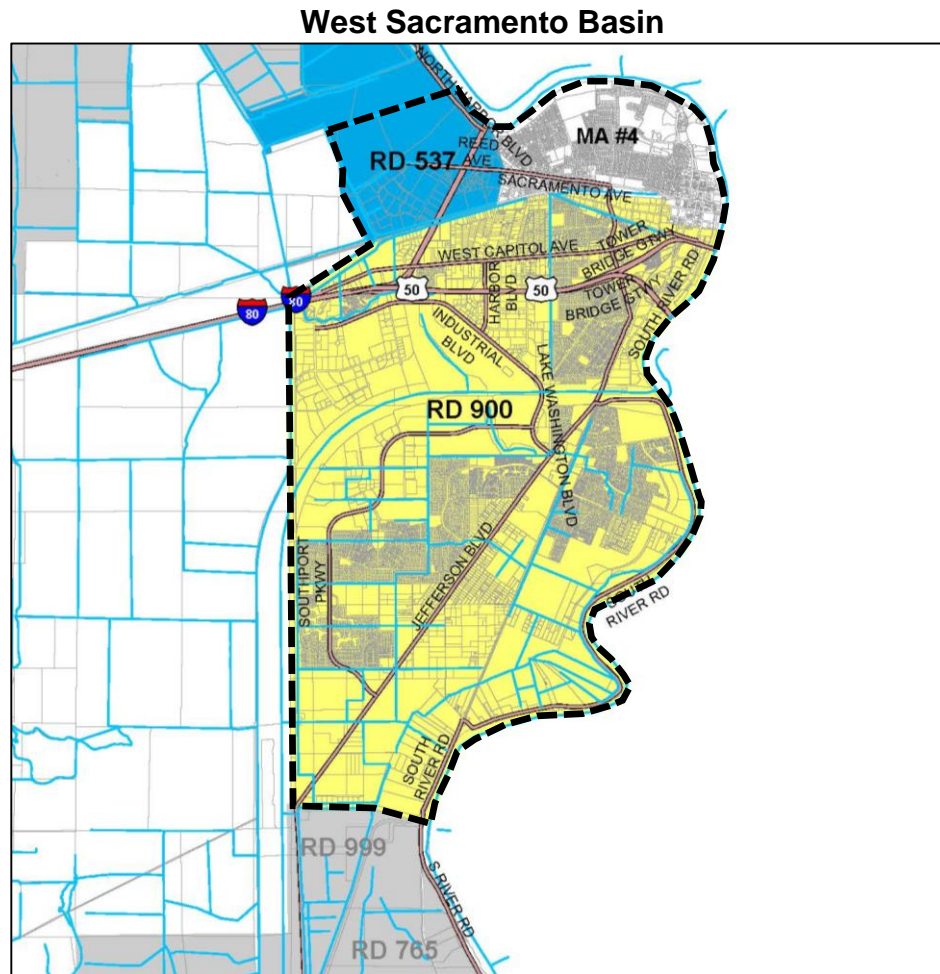 West Sacramento Basin
NORTH HARBOR BLVD
MA #4
REED
AVE
RD 537
SACRAMENTO AVE
WEST CAPITOL AVE
TOWER
BRIDGE GTWY
HARBOR
BLVD
50
50
TOWER
BRIDGE GTWY
SOUTH RIVER RD
80
80
INDUSTRIAL
BLVD
LAKE WASHINGTON BLVD
RD 900
SOUTHPORT
PKWY
JEFFERSON BLVD
SOUTH
RIVER RD
SOUTH
RIVER RD
RD 999
S RIVER RD
RD 765